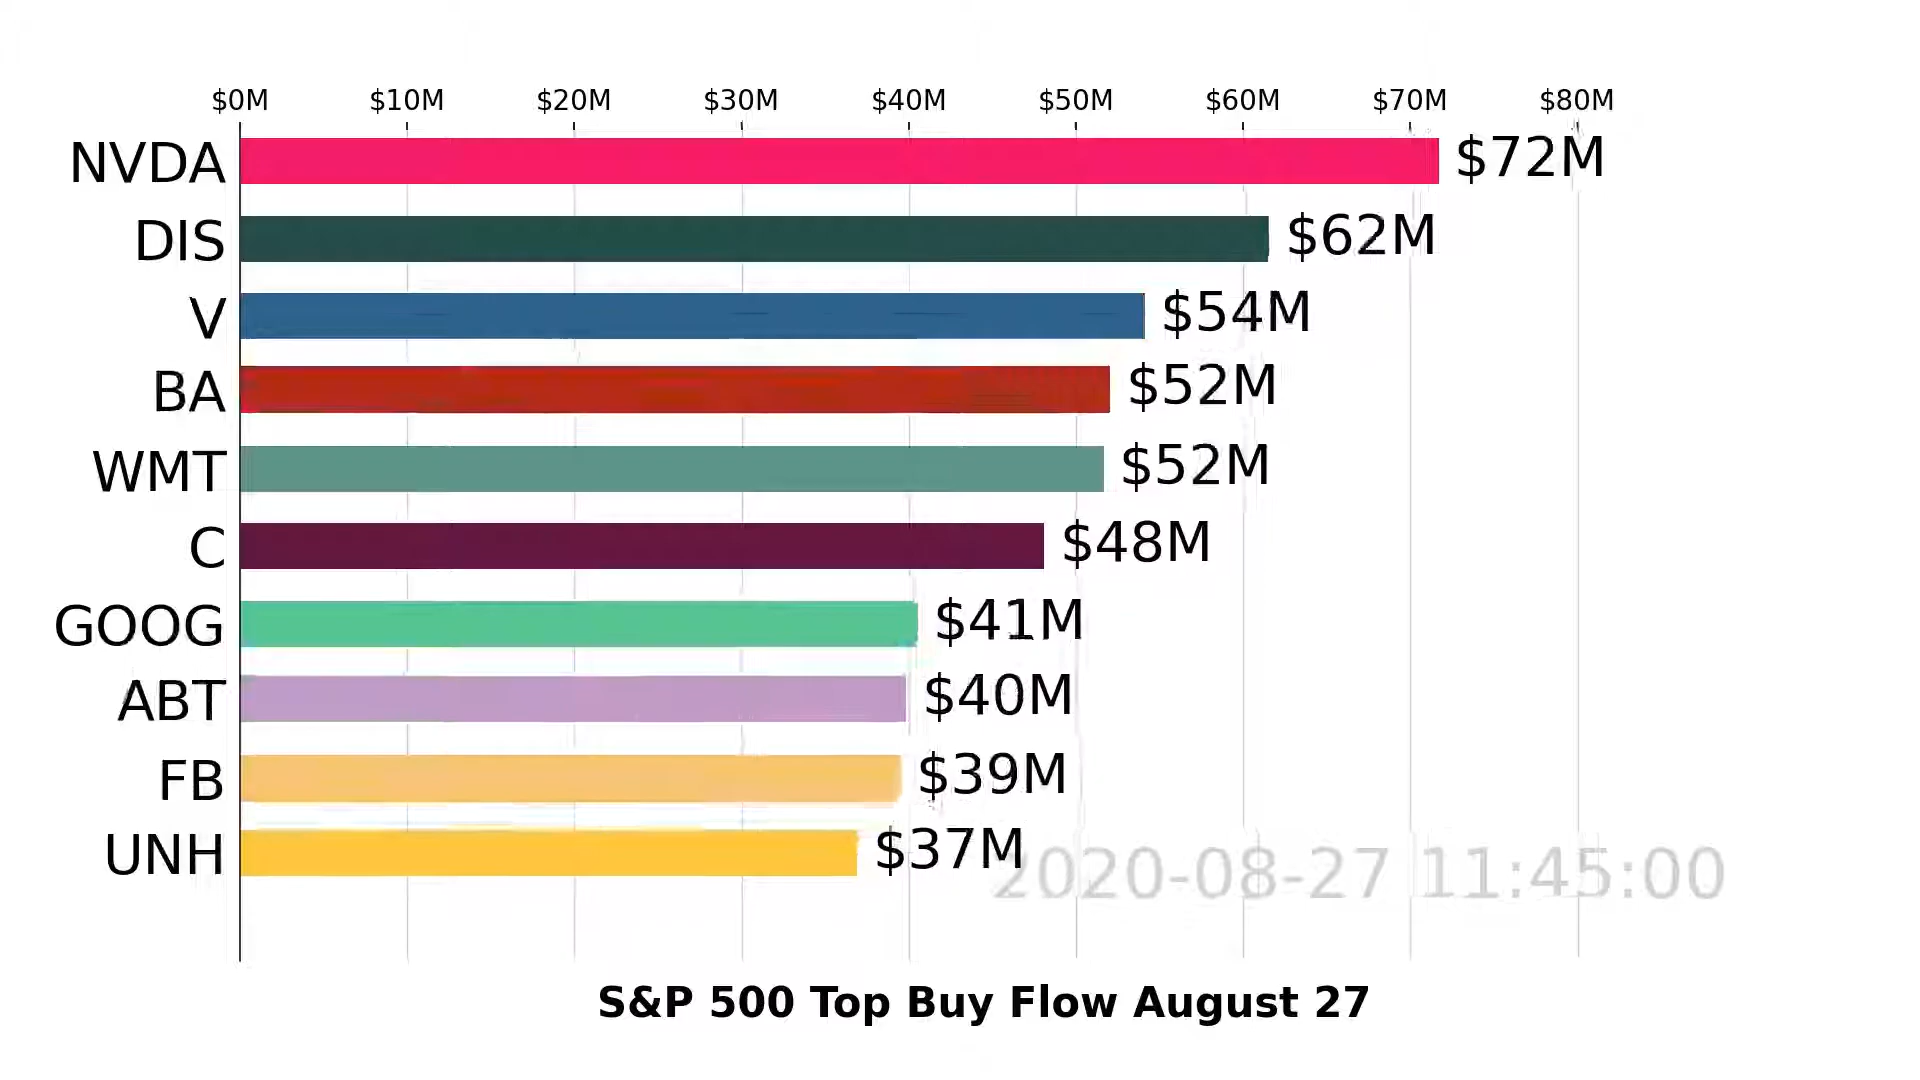 $0M $10M $20M $30M $40M $50M $60M $70M $80M
NVDA $72M
DIS $62M
V $54M
BA $52M
WMT $52M
C $48M
GOOG $41M
ABT $40M
FB $39M
UNH $37M
2020-08-27 11:45:00
S&P 500 Top Buy Flow August 27